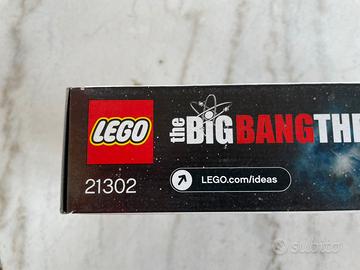 LEGO
the BIG BANG THE
21302
LEGO.com/ideas
subito